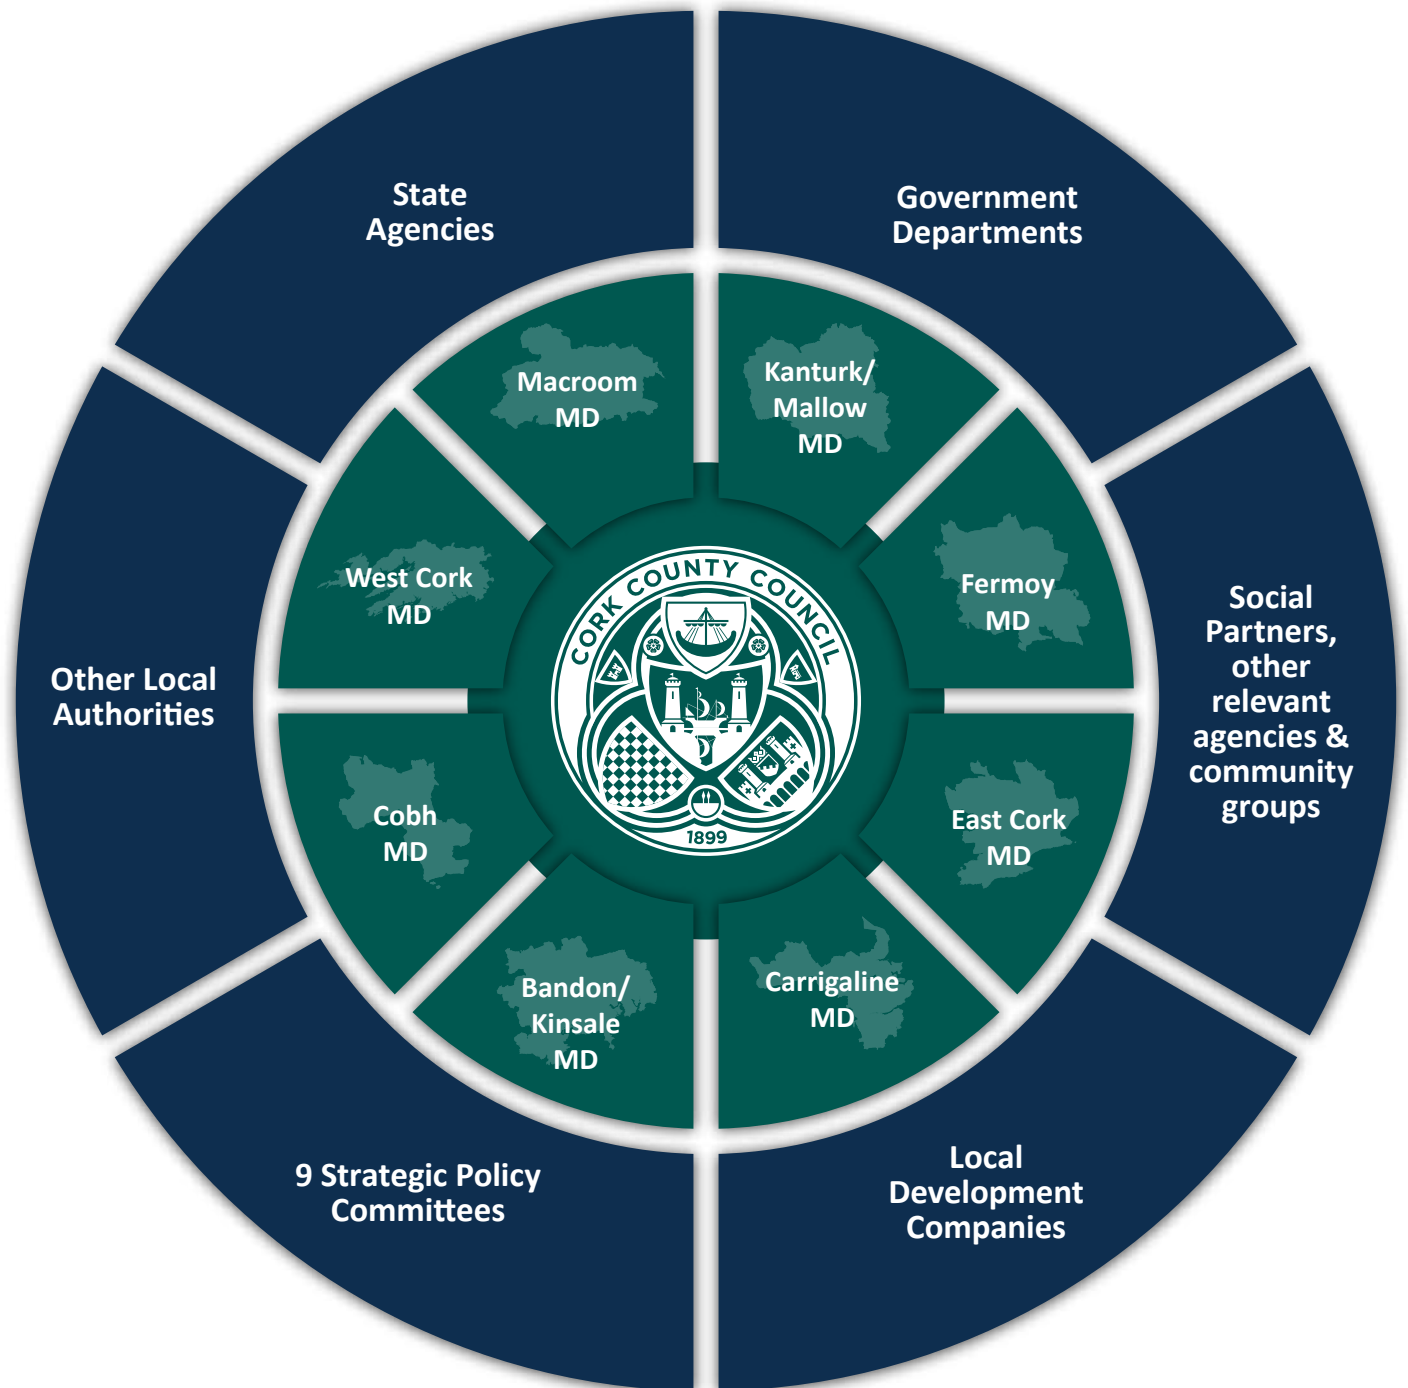 State
Agencies
Government
Departments
Macroom
MD
Kanturk/
Mallow
MD
West Cork
MD
Fermoy
MD
CORK COUNTY COUNCIL
1899
Other Local
Authorities
Social
Partners,
other
relevant
agencies &
community
groups
Cobh
MD
East Cork
MD
Bandon/
Kinsale
MD
Carrigaline
MD
9 Strategic Policy
Committees
Local
Development
Companies